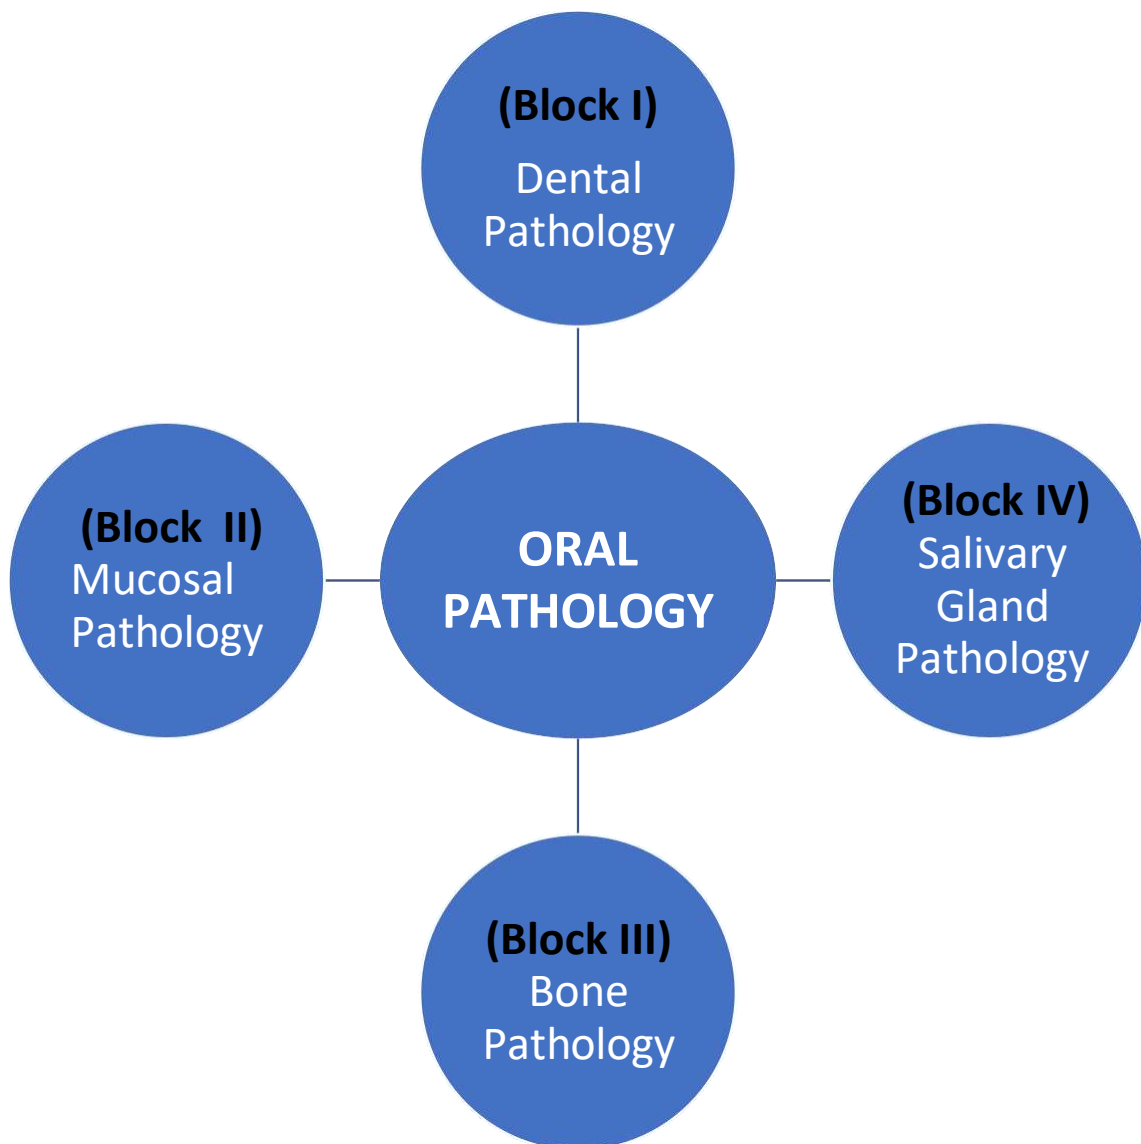 (Block I)
Dental
Pathology
(Block II)
Mucosal
Pathology
ORAL
PATHOLOGY
(Block IV)
Salivary
Gland
Pathology
(Block III)
Bone
Pathology